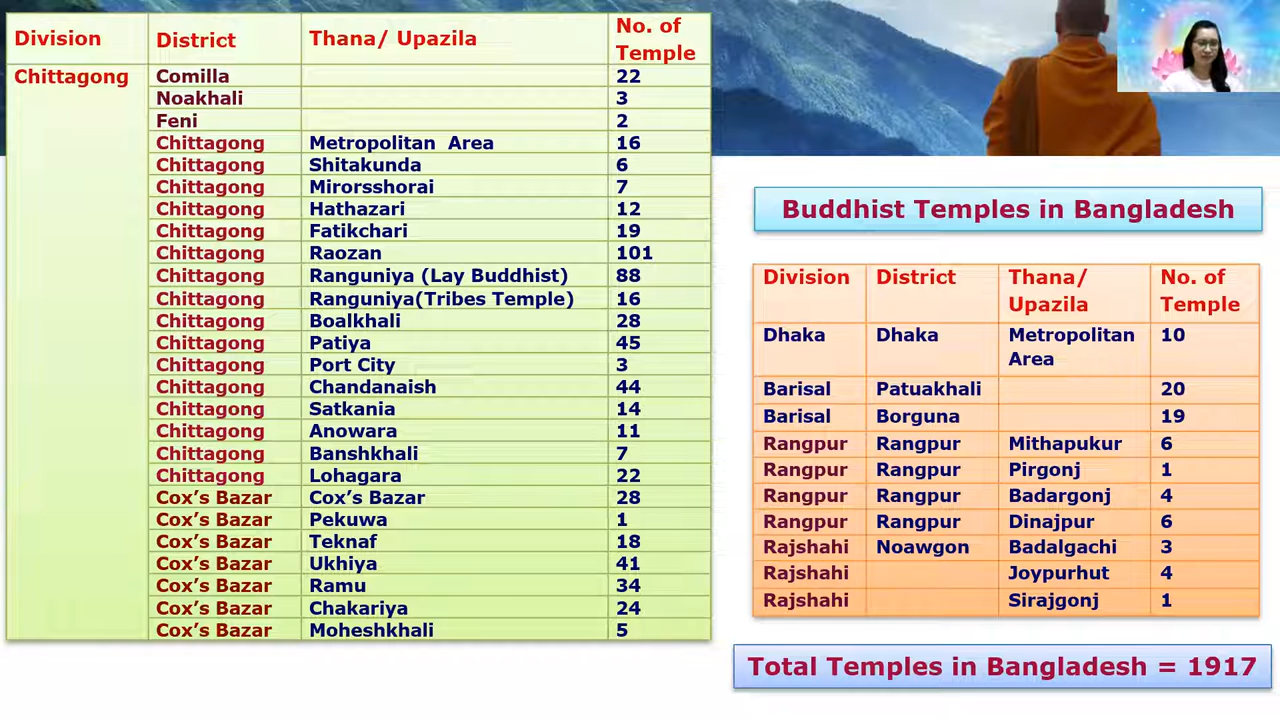 Division District Thana/ Upazila No. of Temple
Chittagong Comilla 22
Noakhali 3
Feni 2
Chittagong Metropolitan Area 16
Chittagong Shitakunda 6
Chittagong Mirorsshorai 7
Chittagong Hathazari 12
Chittagong Fatikchari 19
Chittagong Raozan 101
Chittagong Ranguniya (Lay Buddhist) 88
Chittagong Ranguniya(Tribes Temple) 16
Chittagong Boalkhali 28
Chittagong Patiya 45
Chittagong Port City 3
Chittagong Chandanaish 44
Chittagong Satkania 14
Chittagong Anowara 11
Chittagong Banshkhali 7
Chittagong Lohagara 22
Cox’s Bazar Cox’s Bazar 28
Cox’s Bazar Pekuwa 1
Cox’s Bazar Teknaf 18
Cox’s Bazar Ukhiya 41
Cox’s Bazar Ramu 34
Cox’s Bazar Chakariya 24
Cox’s Bazar Moheshkhali 5
Buddhist Temples in Bangladesh
Division District Thana/ No. of
Upazila Temple
Dhaka Dhaka Metropolitan 10
Area
Barisal Patuakhali 20
Barisal Borguna 19
Rangpur Rangpur Mithapukur 6
Rangpur Rangpur Pirgonj 1
Rangpur Rangpur Badargonj 4
Rangpur Rangpur Dinajpur 6
Rajshahi Noawgon Badalgachi 3
Rajshahi Joypurhut 4
Rajshahi Sirajgonj 1
Total Temples in Bangladesh = 1917